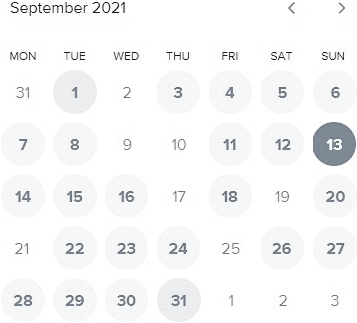 September 2021
MON TUE WED THU FRI SAT SUN
31 1 2 3 4 5 6
7 8 9 10 11 12 13
14 15 16 17 18 19 20
21 22 23 24 25 26 27
28 29 30 31 1 2 3